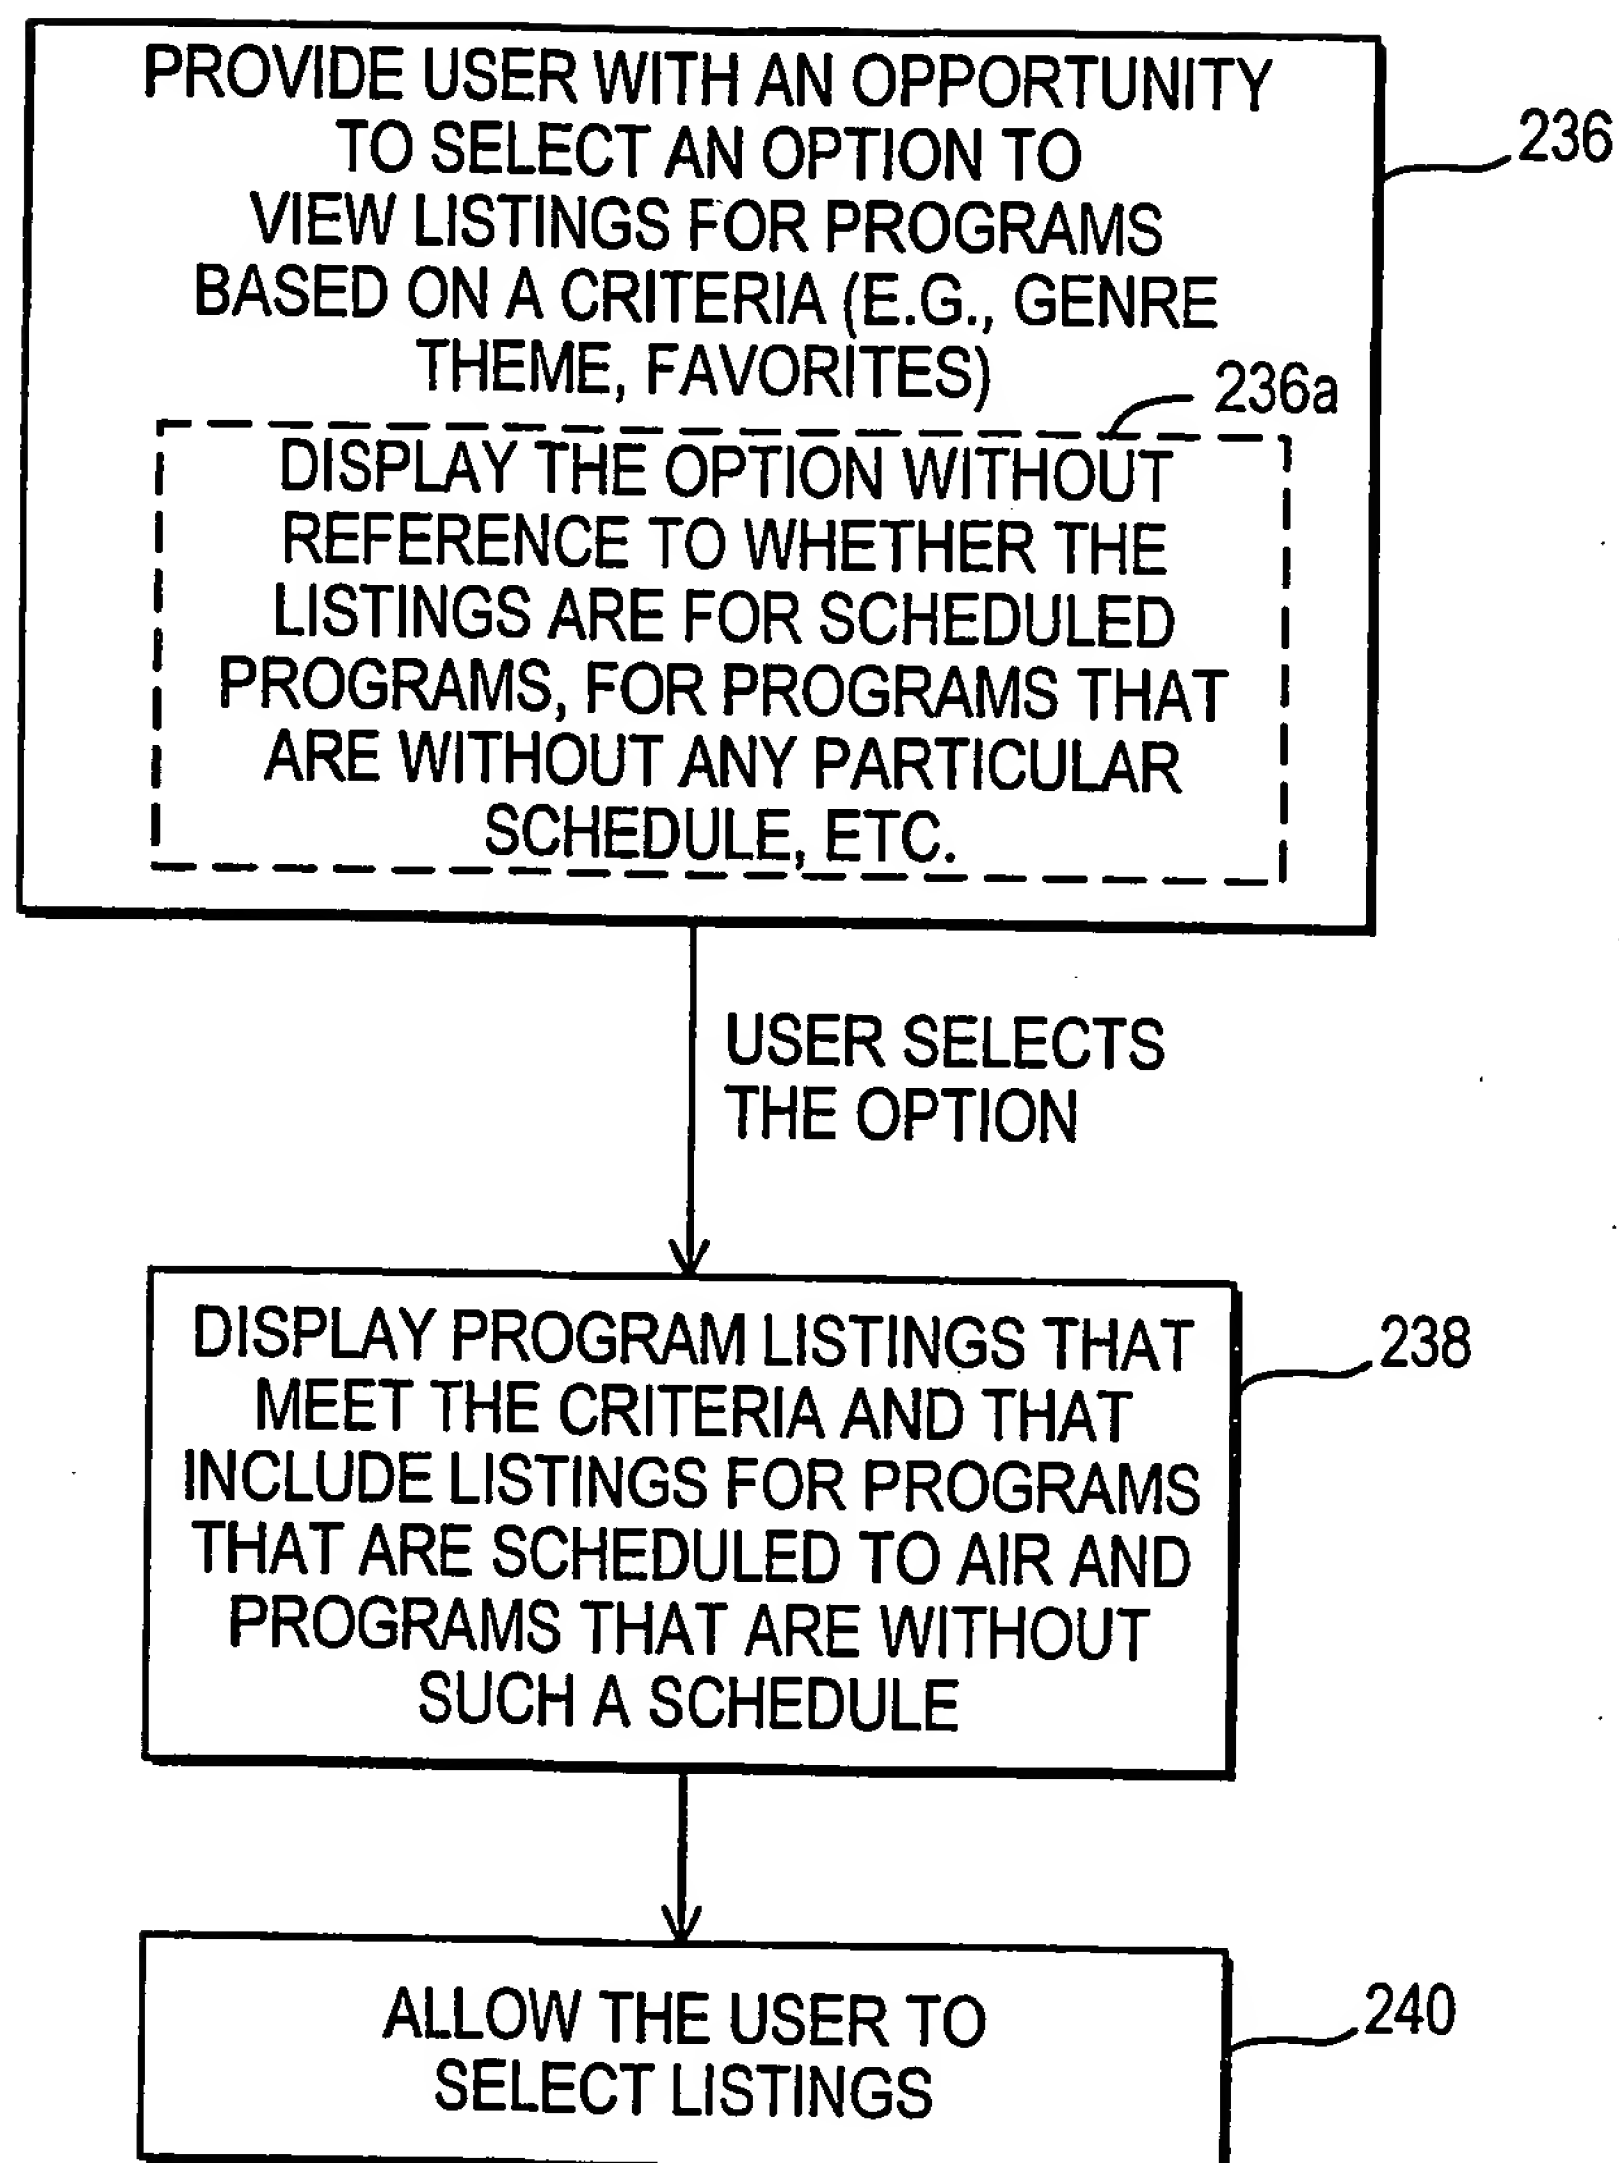 PROVIDE USER WITH AN OPPORTUNITY
TO SELECT AN OPTION TO
VIEW LISTINGS FOR PROGRAMS
BASED ON A CRITERIA (E.G., GENRE
THEME, FAVORITES)
236
236a
DISPLAY THE OPTION WITHOUT
REFERENCE TO WHETHER THE
LISTINGS ARE FOR SCHEDULED
PROGRAMS, FOR PROGRAMS THAT
ARE WITHOUT ANY PARTICULAR
SCHEDULE, ETC.
USER SELECTS
THE OPTION
DISPLAY PROGRAM LISTINGS THAT
MEET THE CRITERIA AND THAT
INCLUDE LISTINGS FOR PROGRAMS
THAT ARE SCHEDULED TO AIR AND
PROGRAMS THAT ARE WITHOUT
SUCH A SCHEDULE
238
ALLOW THE USER TO
SELECT LISTINGS
240